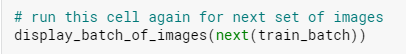 # run this cell again for next set of images
display_batch_of_images(next(train_batch))